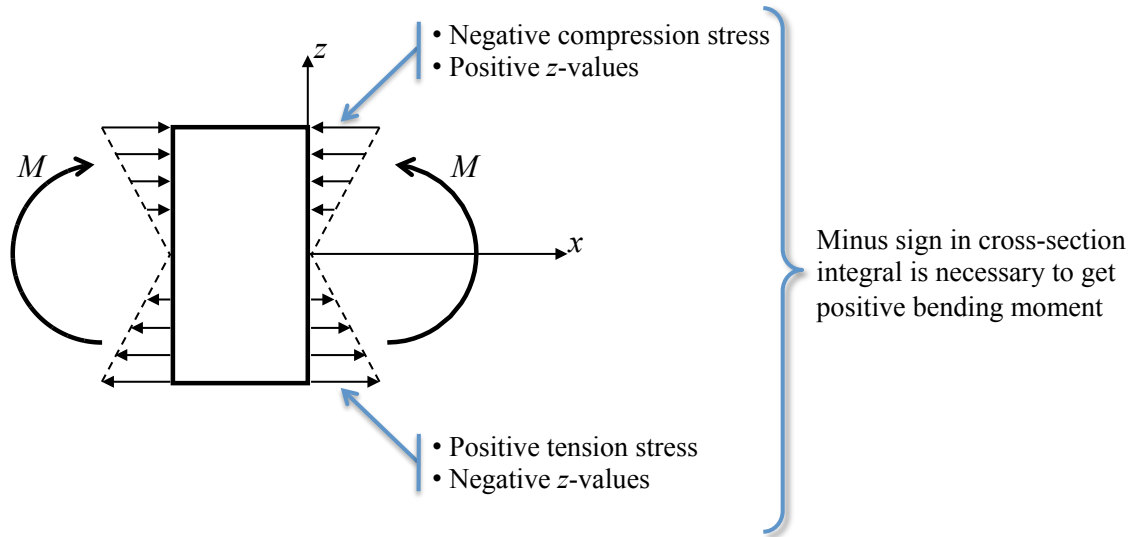 • Negative compression stress
• Positive z-values
z
M
M
x
Minus sign in cross-section
integral is necessary to get
positive bending moment
• Positive tension stress
• Negative z-values